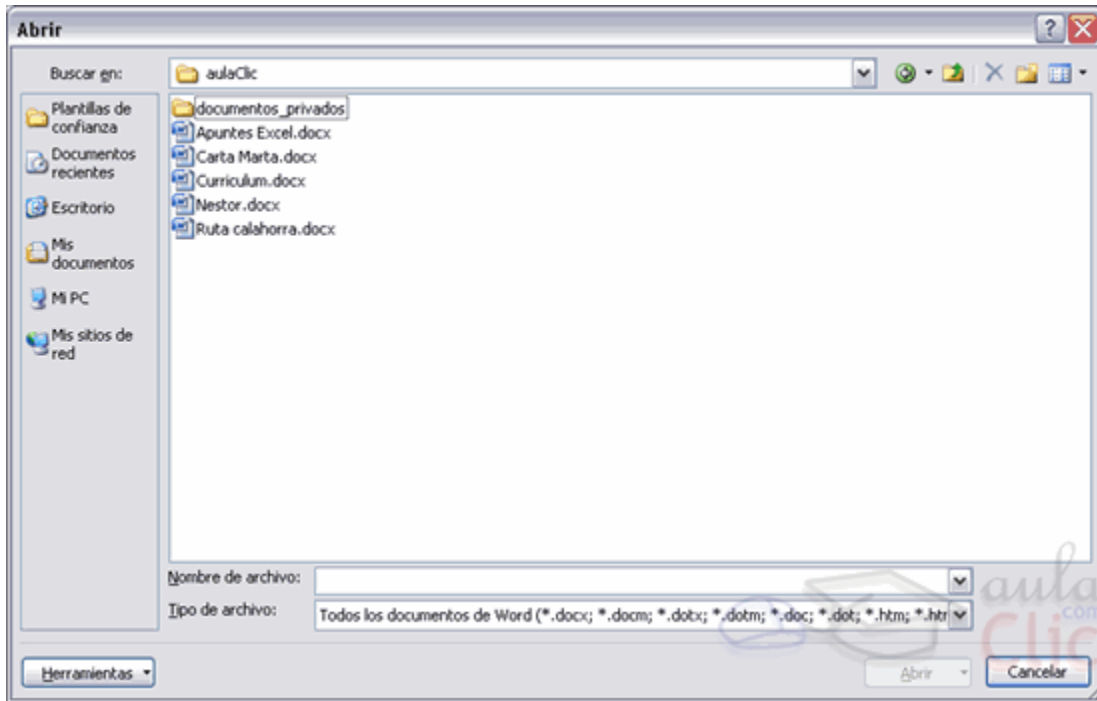 Abrir
Buscar en:
aulaClic
Plantillas de
confianza
Documentos
recientes
Escritorio
Mis
documentos
Mi PC
Mis sitios de
red
documentos_privados
Apuntes Excel.docx
Carta Marta.docx
Curriculum.docx
Nestor.docx
Ruta calahorra.docx
Nombre de archivo:
Tipo de archivo:
Todos los documentos de Word (*.docx; *.docm; *.dotx; *.dotm; *.doc; *.dot; *.htm; *.htr
Herramientas
Abrir
Cancelar
aula
Clic
.com